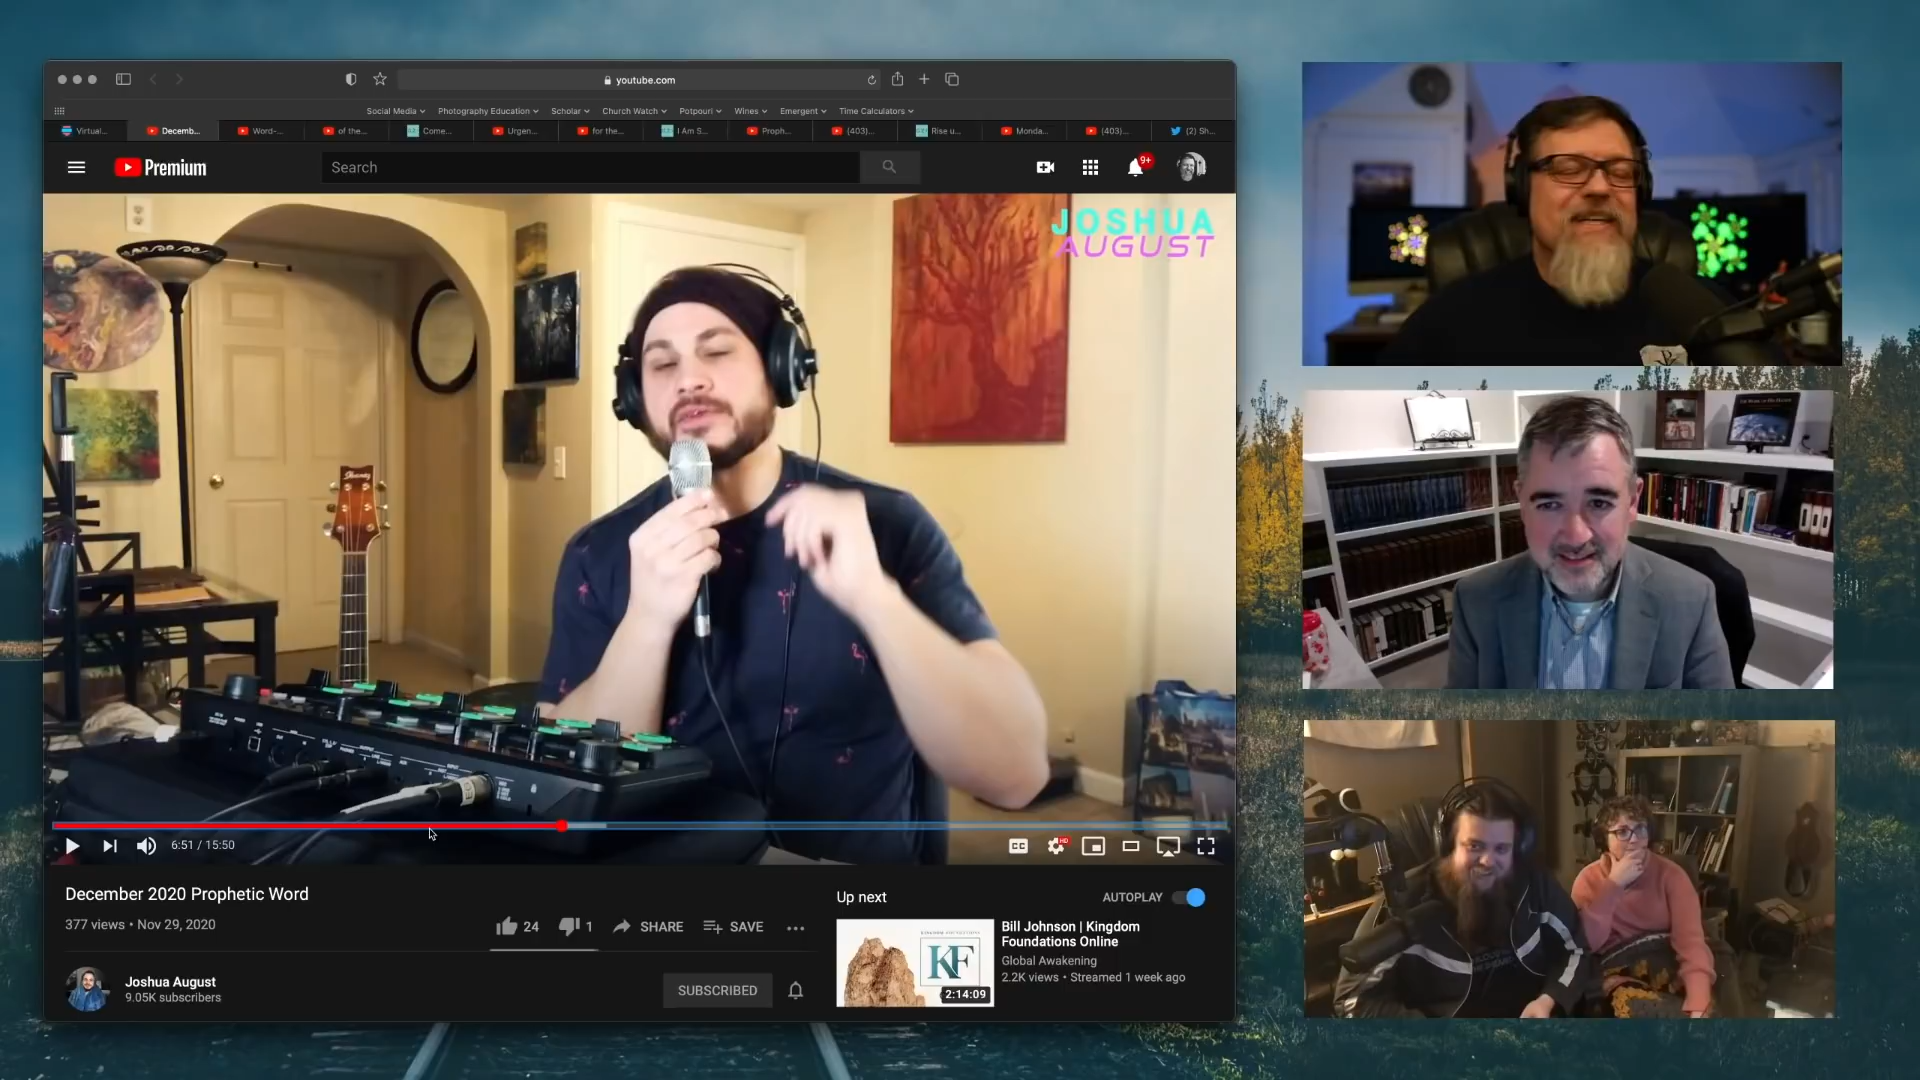 youtube.com
Social Media Photography Education Scholar Church Watch Potpouri Wines Emergent Time Calculators
Virtual... Decemb... Word-... of the... Come... Urgen... for the... I Am S... Proph... (403)... Rise u... Monda... (403)... (2) Sh...
Premium
Search
9+
JOSHUA
AUGUST
Ibanez
6:51 / 15:50
CC
HD
December 2020 Prophetic Word
377 views • Nov 29, 2020
24
1
SHARE
SAVE
Joshua August
9.05K subscribers
SUBSCRIBED
Up next
AUTOPLAY
KF
2:14:09
Bill Johnson | Kingdom
Foundations Online
Global Awakening
2.2K views • Streamed 1 week ago